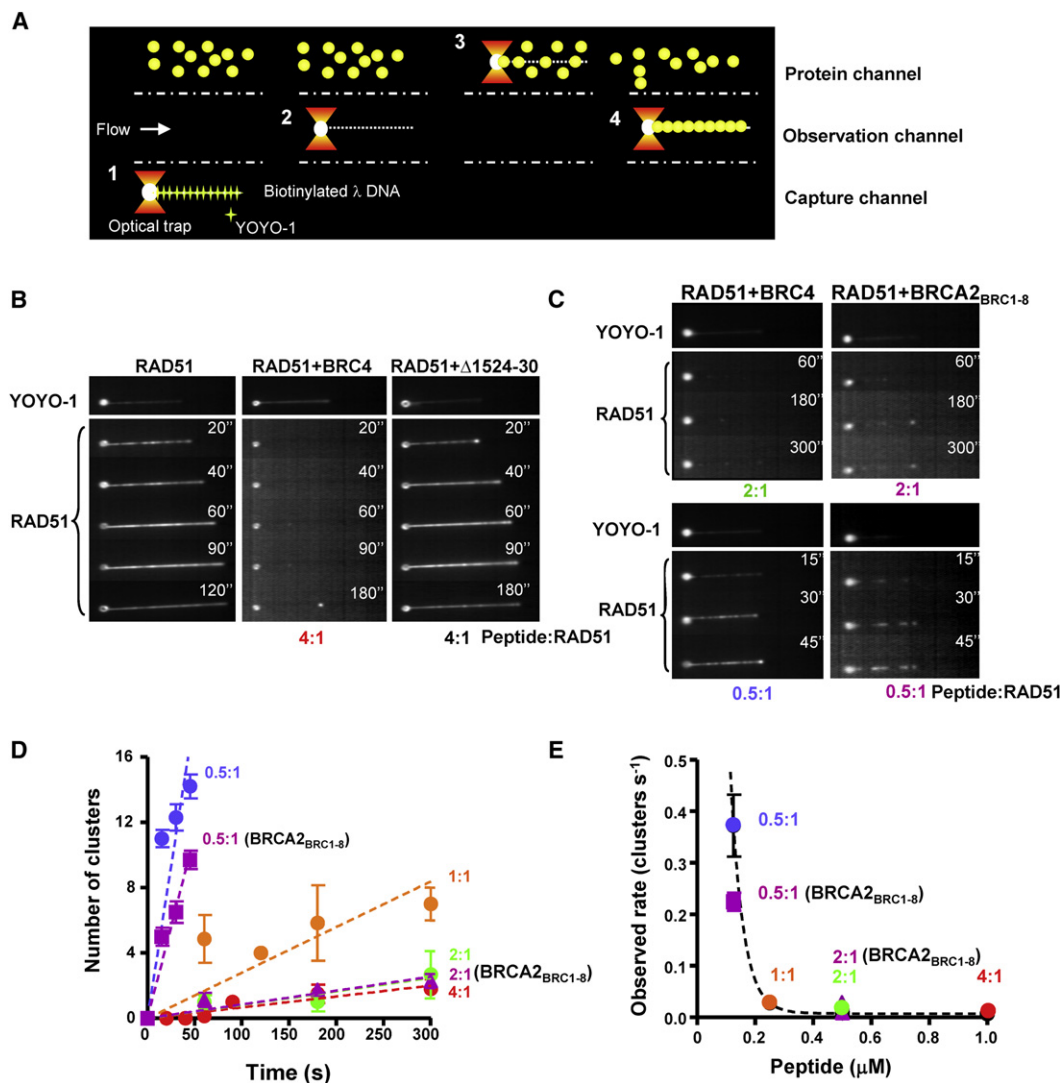 A
3
Protein channel
Flow
2
4
Observation channel
1
Biotinylated λ DNA
Capture channel
Optical trap
YOYO-1
B
RAD51 RAD51+BRC4 RAD51+Δ1524-30
YOYO-1
RAD51
20’’ 20’’ 20’’
40’’ 40’’ 40’’
60’’ 60’’ 60’’
90’’ 90’’ 90’’
120’’ 180’’ 180’’
4:1 4:1 Peptide:RAD51
C
RAD51+BRC4 RAD51+BRCA2BRC1-8
YOYO-1
RAD51
60’’ 60’’
180’’ 180’’
300’’ 300’’
2:1 2:1
YOYO-1
RAD51
15’’ 15’’
30’’ 30’’
45’’ 45’’
0.5:1 0.5:1 Peptide:RAD51
D
Number of clusters
16
12
8
4
0
0 50 100 150 200 250 300
Time (s)
0.5:1
0.5:1 (BRCA2BRC1-8)
1:1
2:1
2:1 (BRCA2BRC1-8)
4:1
E
Observed rate (clusters s-1)
0.5
0.4
0.3
0.2
0.1
0.0
0.0 0.2 0.4 0.6 0.8 1.0
Peptide (μM)
0.5:1
0.5:1 (BRCA2BRC1-8)
2:1 (BRCA2BRC1-8)
1:1 2:1 4:1